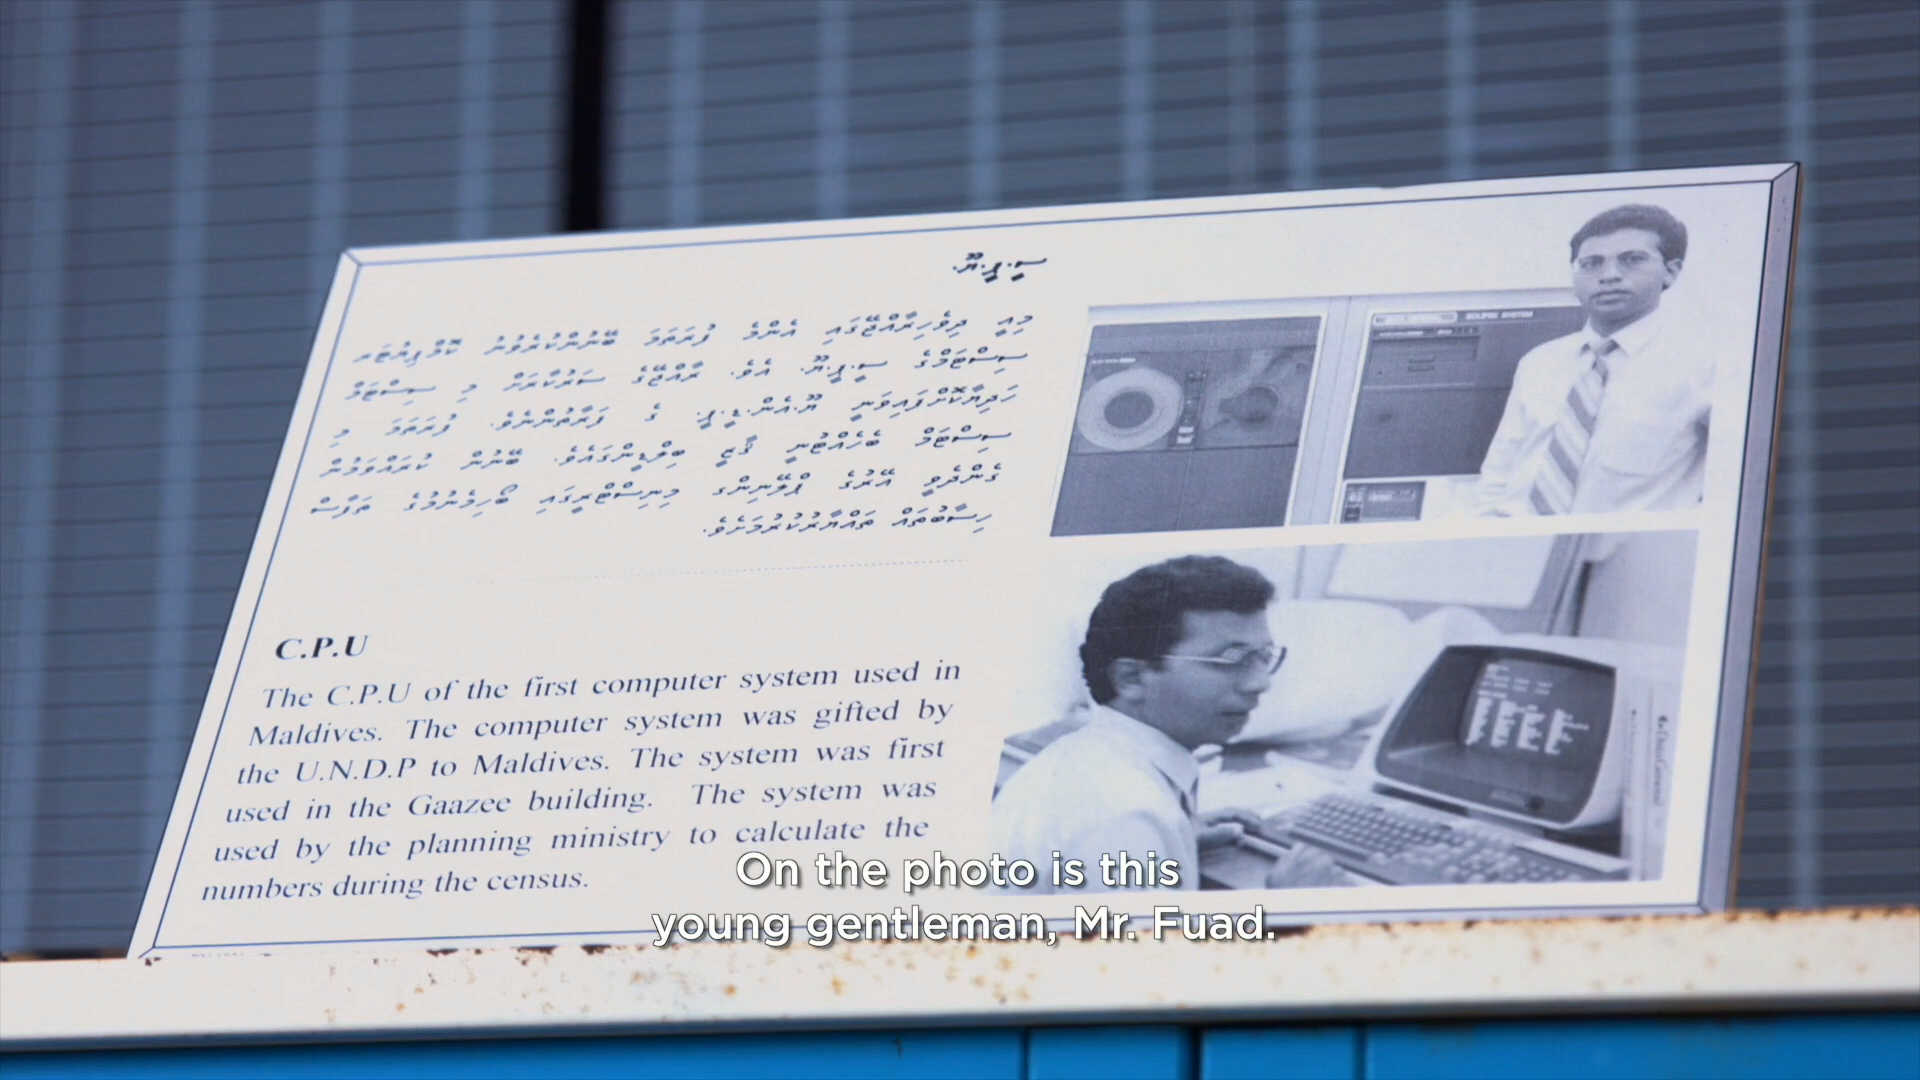 ސީ.ޕީ.ޔޫ.
މިއީ ދިވެހިރާއްޖޭގައި އެންމެ ފުރަތަމަ ބޭނުންކުރެވުނު ކޮމްޕިޔުޓަރ
ސިސްޓަމްގެ ސީ.ޕީ.ޔޫ. އެވެ. ރާއްޖޭގެ ސަރުކާރަށް މި ސިސްޓަމް
ހަދިޔާކޮށްފައިވަނީ ޔޫ.އެން.ޑީ.ޕީ. ގެ ފަރާތުންނެވެ. ފުރަތަމަ މި
ސިސްޓަމް ބެހެއްޓުނީ ގާޒީ ބިލްޑިންގައެވެ. ބޭނުން ކުރައްވަމުން
ގެންދެވީ އޭރުގެ ޕްލޭނިންގ މިނިސްޓްރީގައި ބޯހިމެނުމުގެ ތަފާސް
ހިސާބުތައް ތައްޔާރުކުރުމަށެވެ.
C.P.U
The C.P.U of the first computer system used in
Maldives. The computer system was gifted by
the U.N.D.P to Maldives. The system was first
used in the Gaazee building. The system was
used by the planning ministry to calculate the
numbers during the census.
ECLIPSE SYSTEM
On the photo is this
young gentleman, Mr. Fuad.